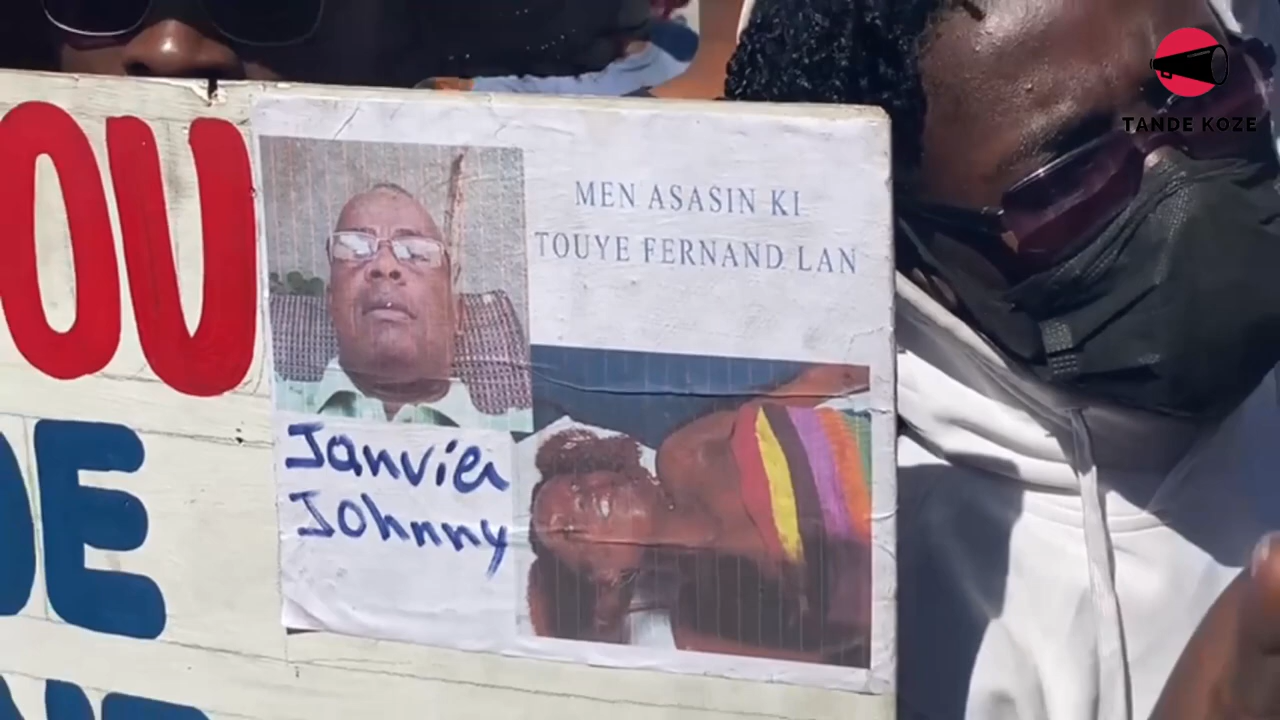 TANDE KOZE
OU
MEN ASASIN KI
TOUYE FERNAND LAN
Janvier
Johnny
DE